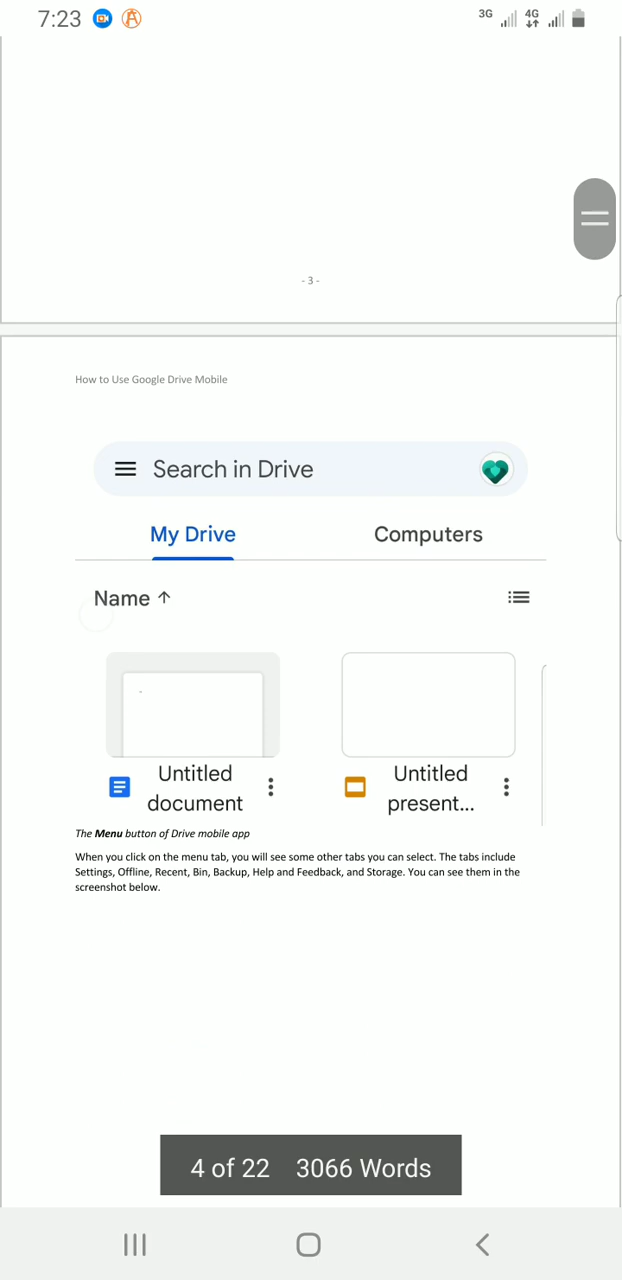 7:23
3G 4G
- 3 -
How to Use Google Drive Mobile
Search in Drive
My Drive Computers
Name ↑
Untitled document
Untitled present...
The Menu button of Drive mobile app
When you click on the menu tab, you will see some other tabs you can select. The tabs include
Settings, Offline, Recent, Bin, Backup, Help and Feedback, and Storage. You can see them in the
screenshot below.
4 of 22 3066 Words